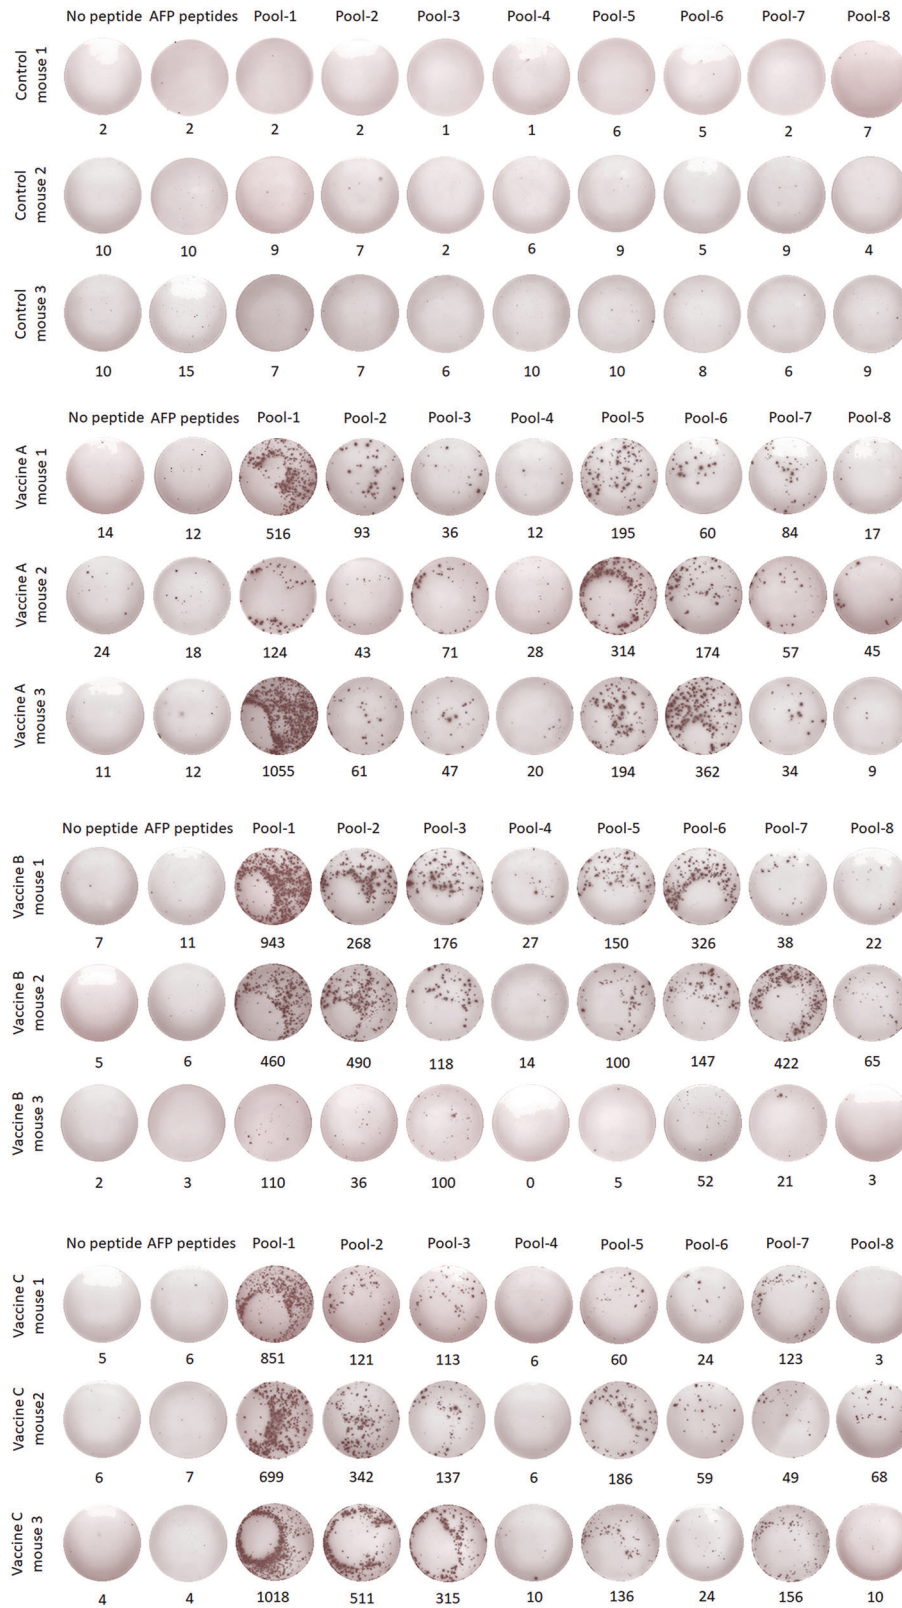 No peptide AFP peptides Pool-1 Pool-2 Pool-3 Pool-4 Pool-5 Pool-6 Pool-7 Pool-8
Control
mouse 1
2 2 2 2 1 1 6 5 2 7
Control
mouse 2
10 10 9 7 2 6 9 5 9 4
Control
mouse 3
10 15 7 7 6 10 10 8 6 9
No peptide AFP peptides Pool-1 Pool-2 Pool-3 Pool-4 Pool-5 Pool-6 Pool-7 Pool-8
Vaccine A
mouse 1
14 12 516 93 36 12 195 60 84 17
Vaccine A
mouse 2
24 18 124 43 71 28 314 174 57 45
Vaccine A
mouse 3
11 12 1055 61 47 20 194 362 34 9
No peptide AFP peptides Pool-1 Pool-2 Pool-3 Pool-4 Pool-5 Pool-6 Pool-7 Pool-8
Vaccine B
mouse 1
7 11 943 268 176 27 150 326 38 22
Vaccine B
mouse 2
5 6 460 490 118 14 100 147 422 65
Vaccine B
mouse 3
2 3 110 36 100 0 5 52 21 3
No peptide AFP peptides Pool-1 Pool-2 Pool-3 Pool-4 Pool-5 Pool-6 Pool-7 Pool-8
Vaccine C
mouse 1
5 6 851 121 113 6 60 24 123 3
Vaccine C
mouse2
6 7 699 342 137 6 186 59 49 68
Vaccine C
mouse 3
4 4 1018 511 315 10 136 24 156 10